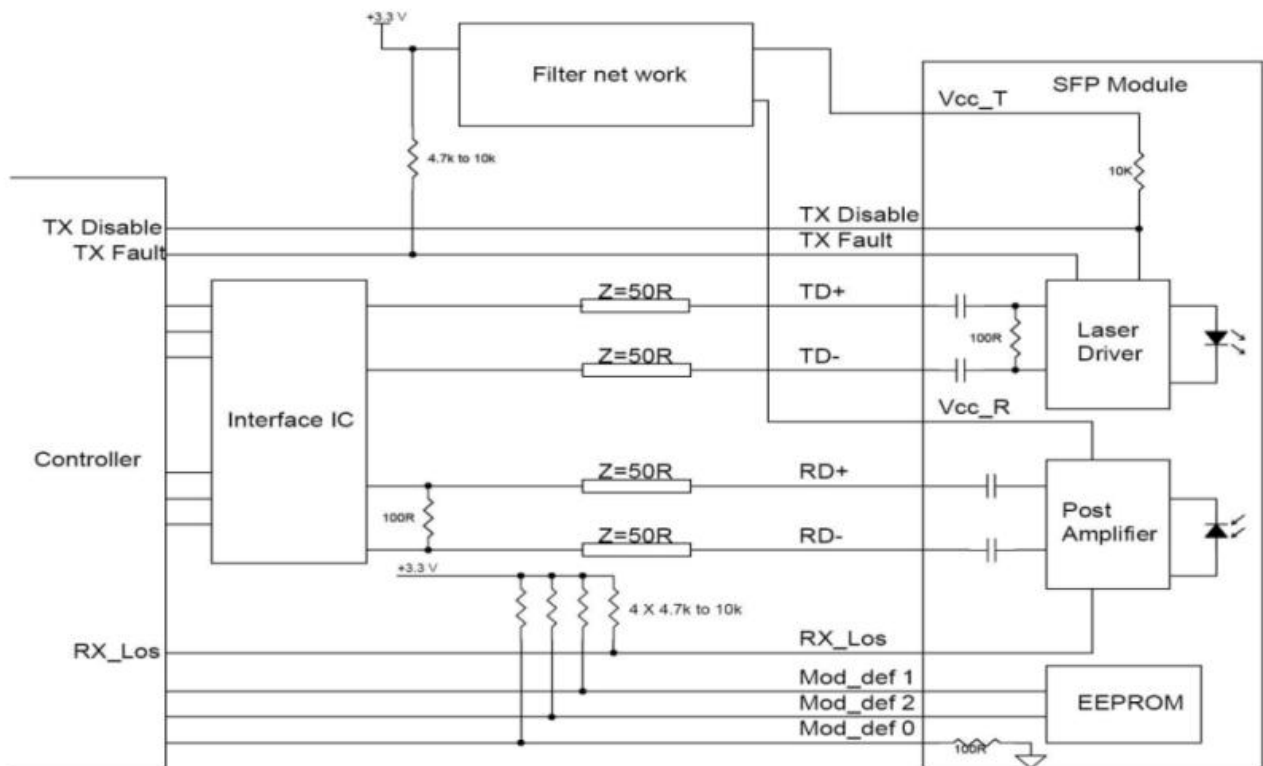 +3.3 V
Filter net work
SFP Module
Vcc_T
4.7k to 10k
10K
TX Disable
TX Disable
TX Fault
TX Fault
Z=50R
TD+
100R
Laser
Driver
Z=50R
TD-
Interface IC
Vcc_R
Controller
Z=50R
RD+
100R
Post
Amplifier
Z=50R
RD-
+3.3 V
4 X 4.7k to 10k
RX_Los
RX_Los
Mod_def 1
EEPROM
Mod_def 2
Mod_def 0
100R